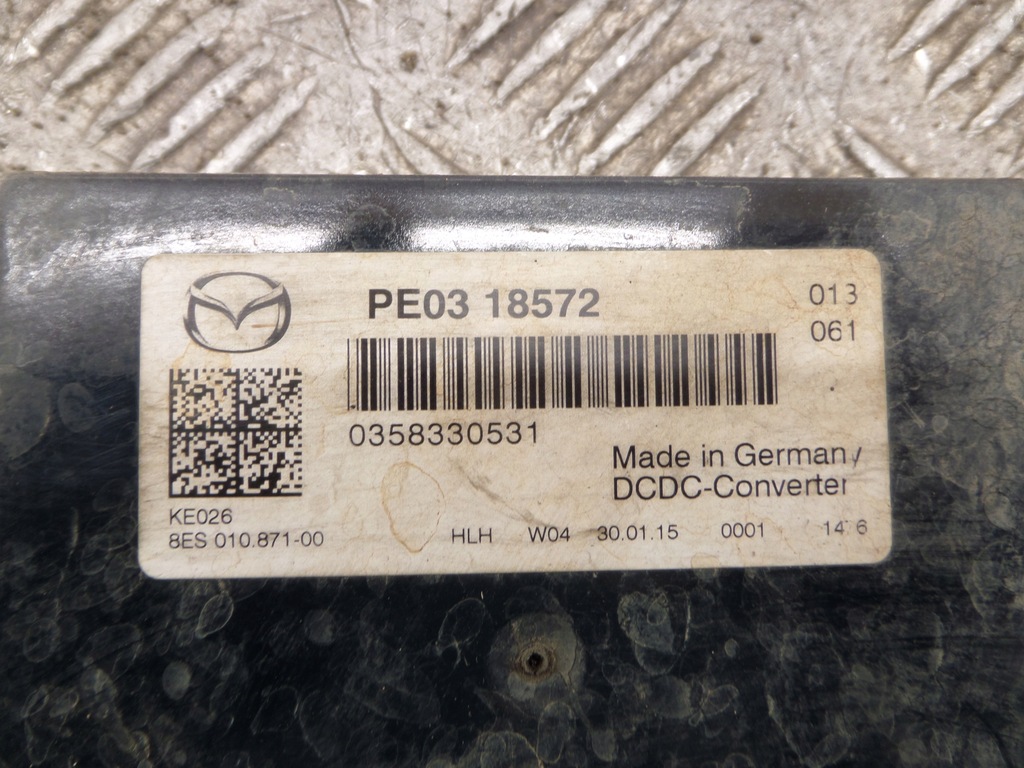 PE03 18572
013
061
0358330531
Made in Germany
DCDC-Converter
KE026
8ES 010.871-00
HLH W04 30.01.15 0001